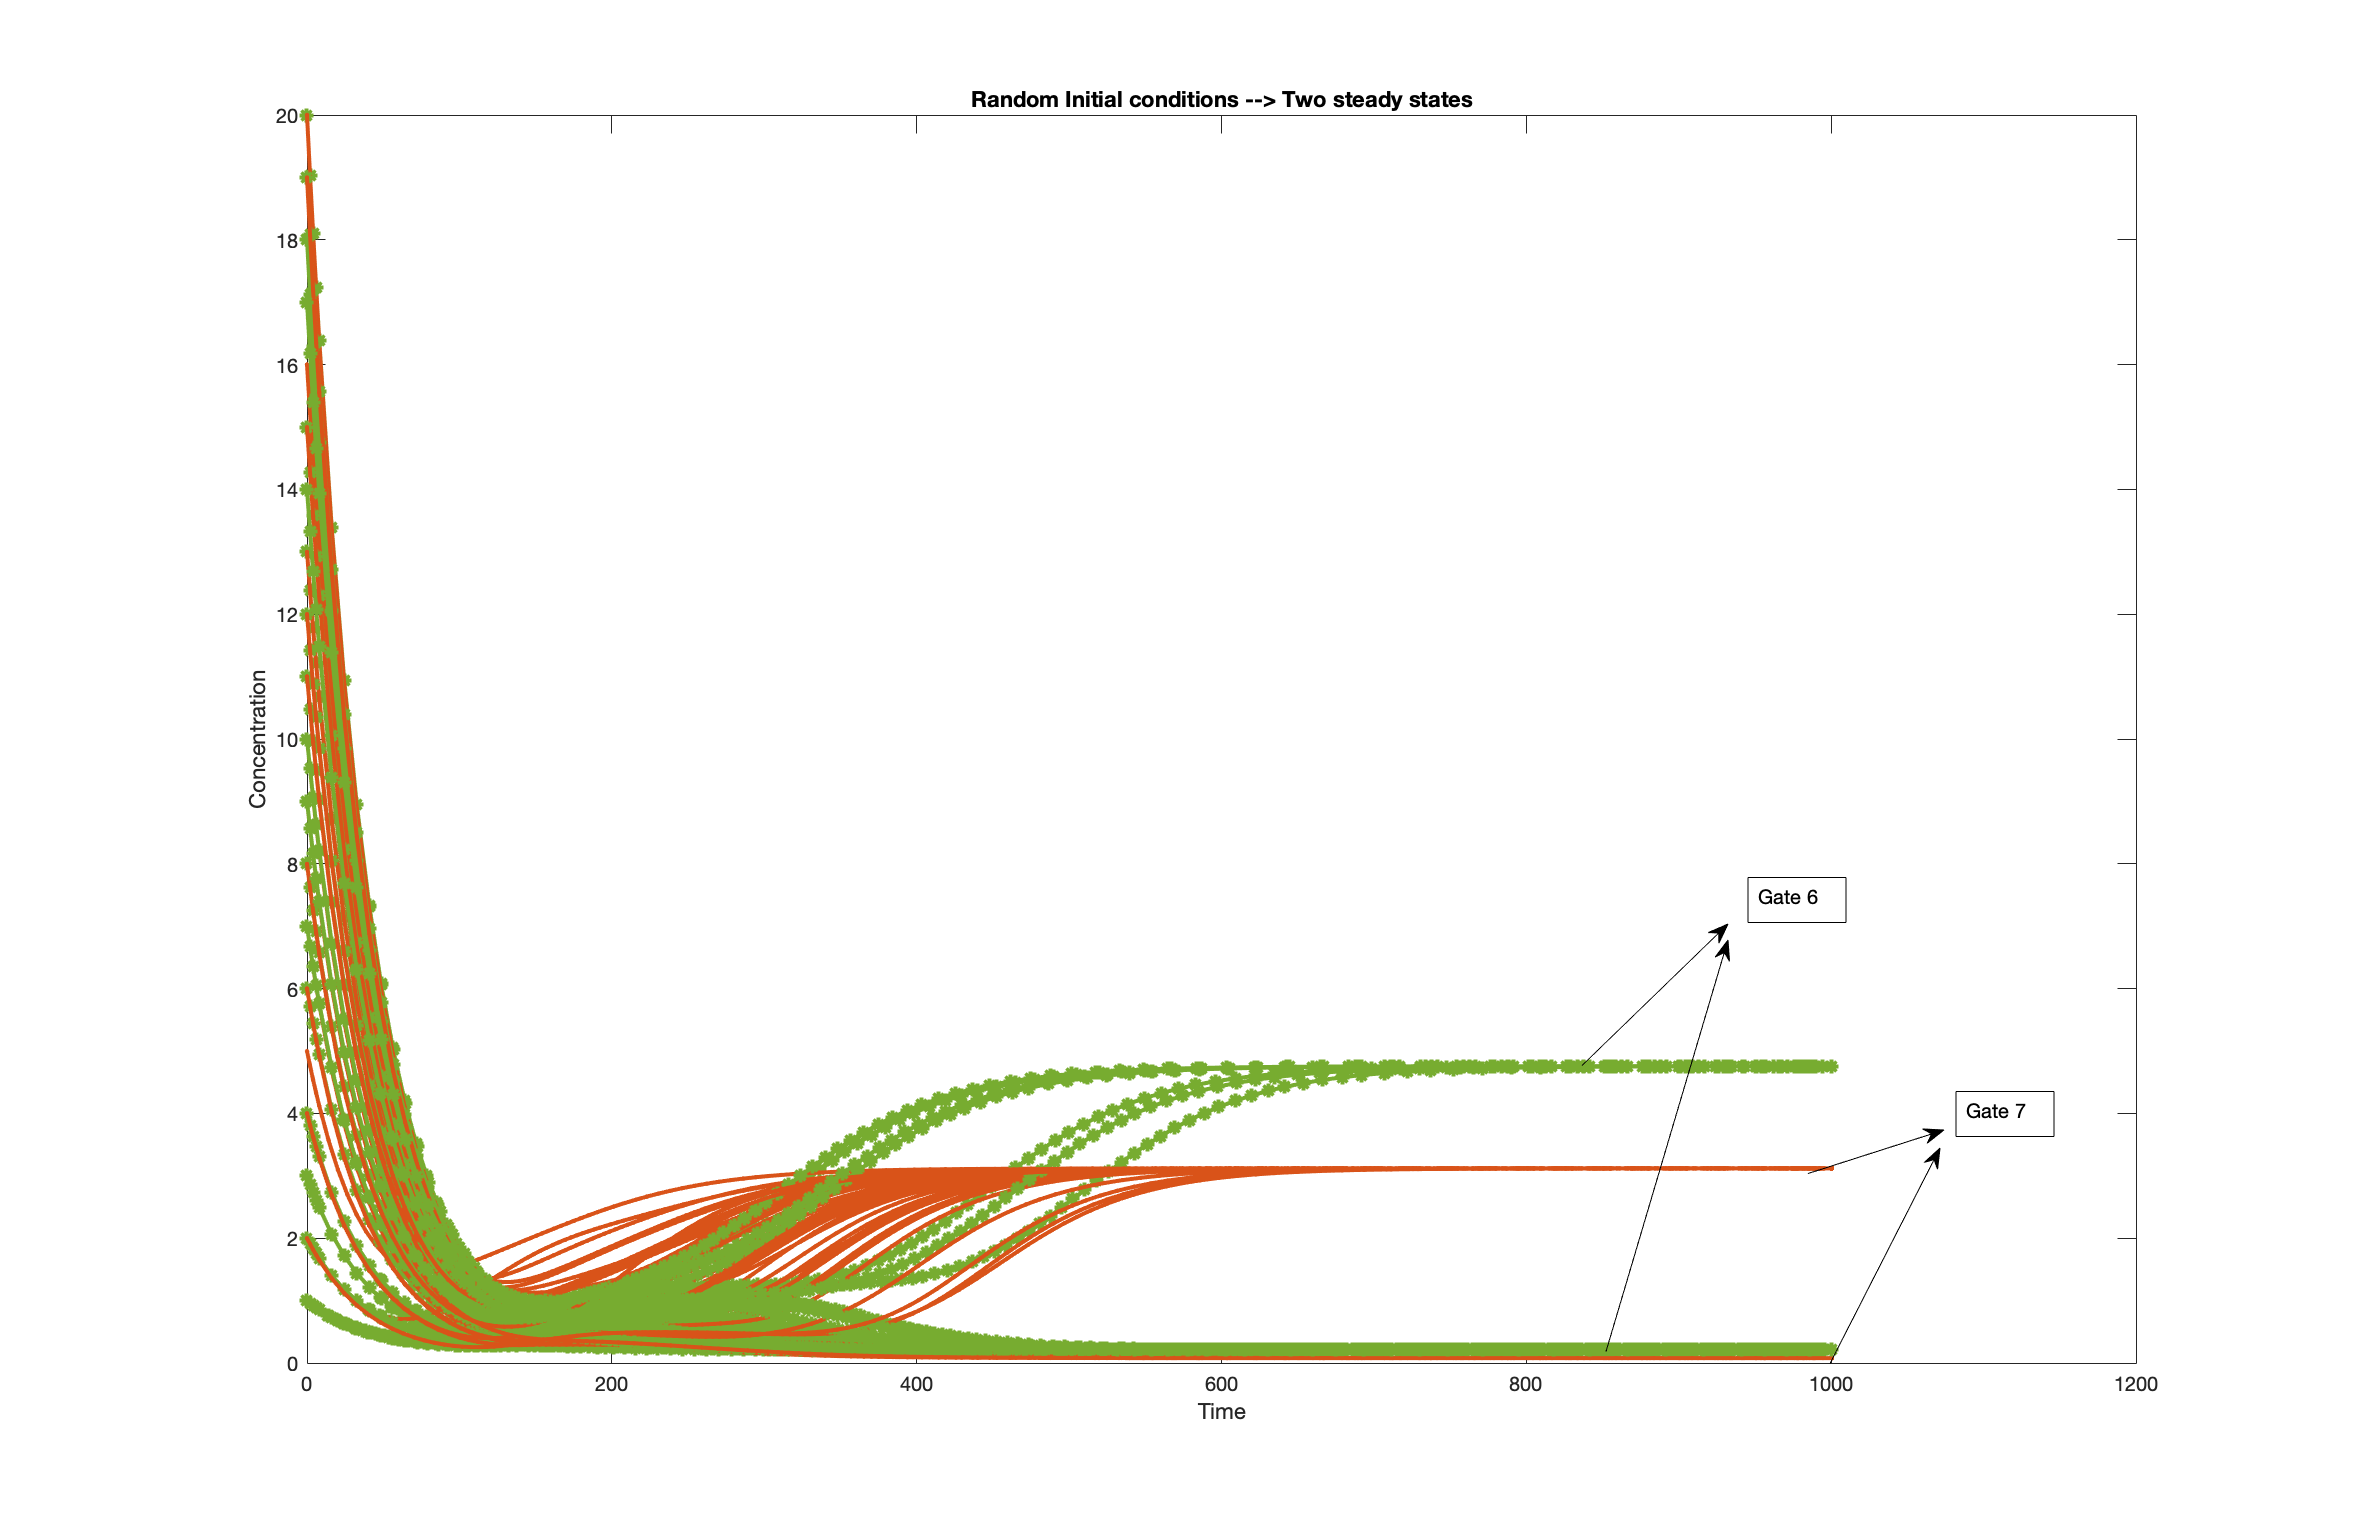 Random Initial conditions --> Two steady states
20
18
16
14
12
10
8
6
4
2
0
Concentration
Gate 6
Gate 7
0 200 400 600 800 1000 1200
Time